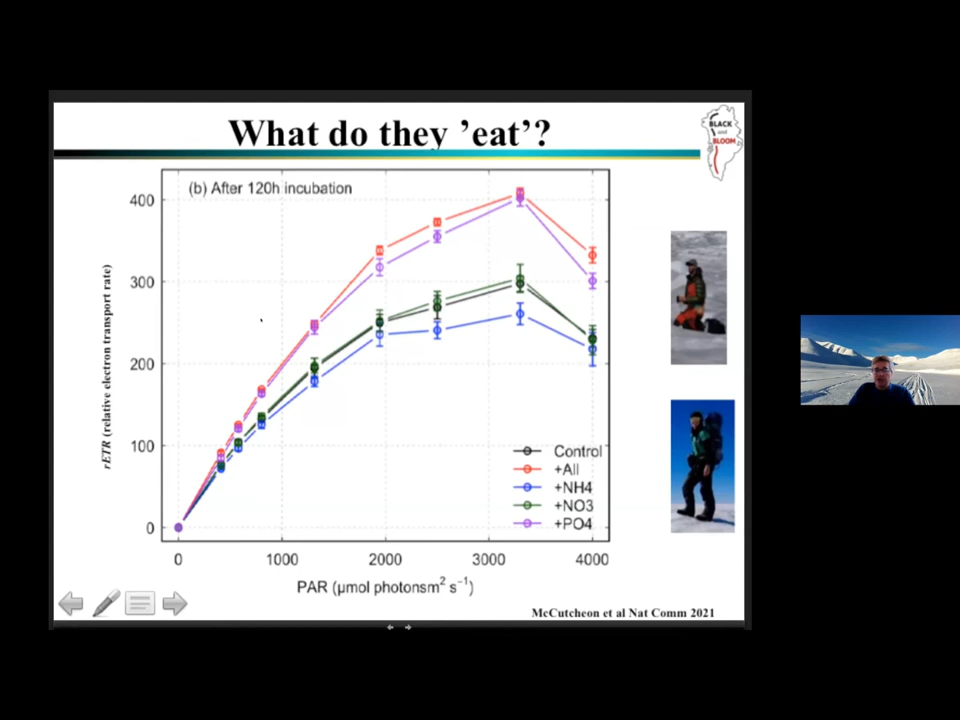 What do they ’eat’?
BLACK
and
BLOOM
(b) After 120h incubation
400
300
200
100
0
rETR (relative electron transport rate)
Control
+All
+NH4
+NO3
+PO4
0 1000 2000 3000 4000
PAR (μmol photonsm² s⁻¹)
McCutcheon et al Nat Comm 2021